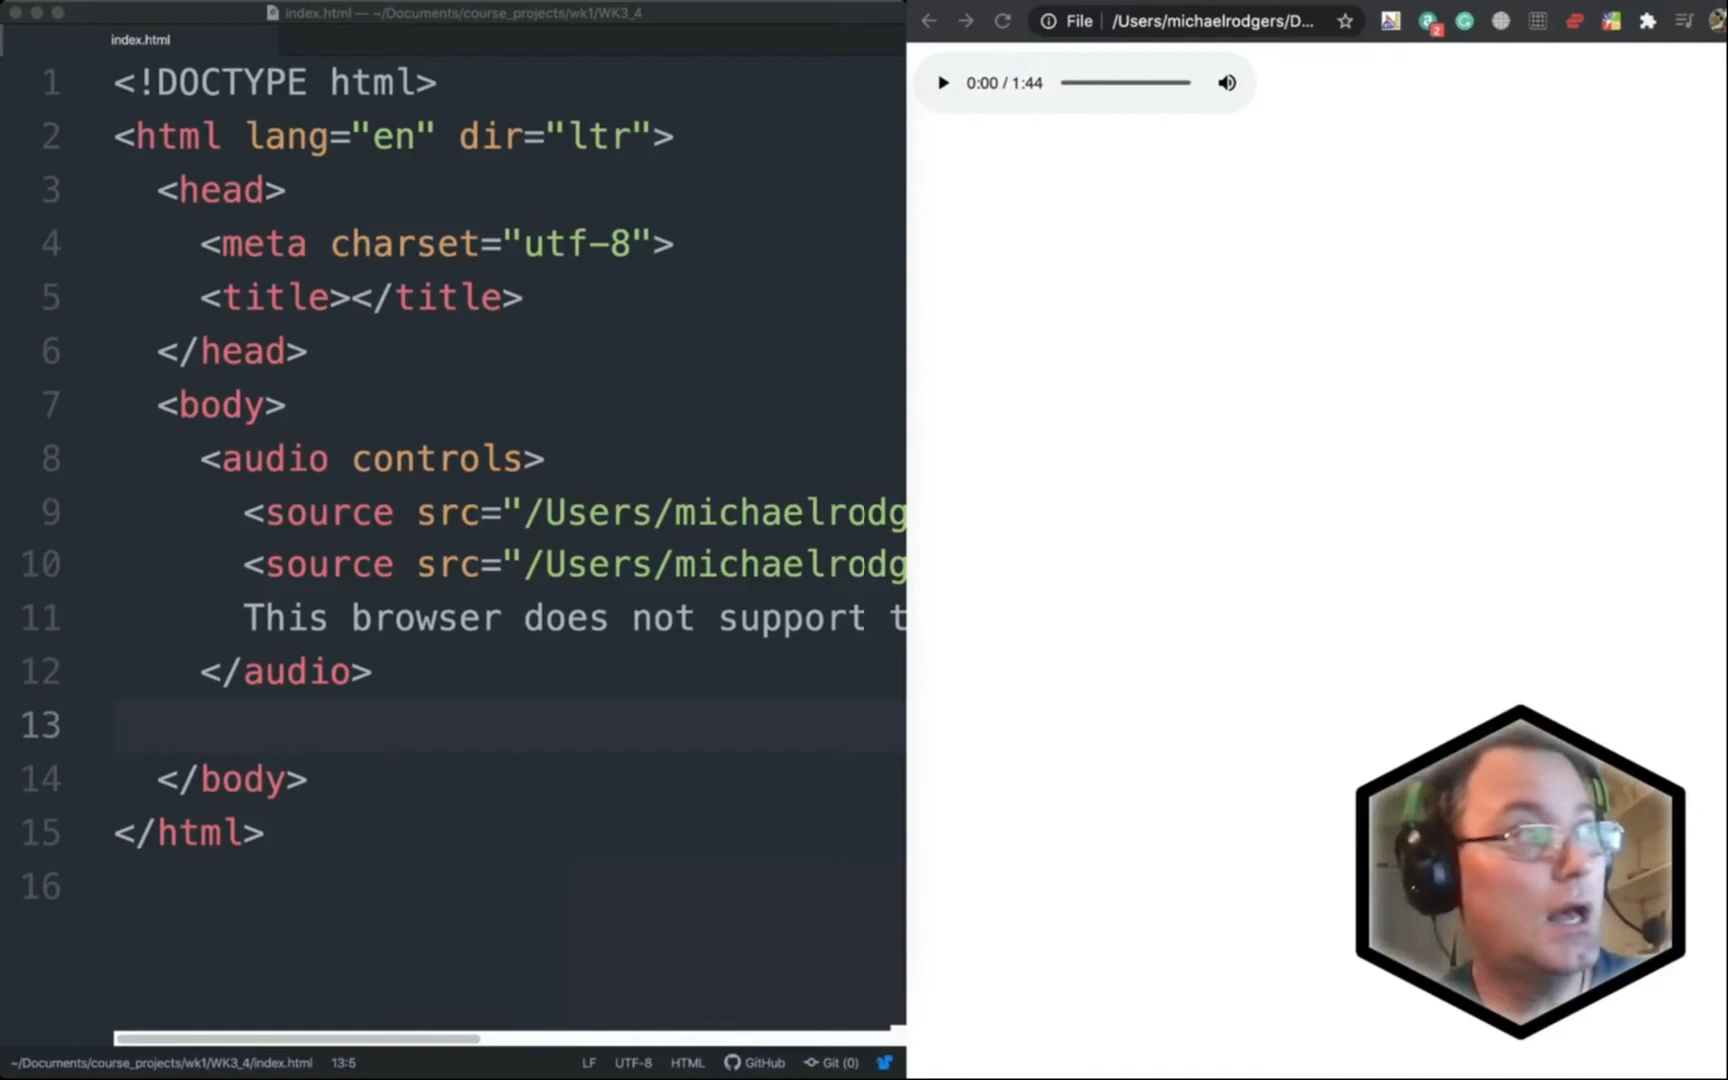 index.html — ~/Documents/course_projects/wk1/WK3_4
File /Users/michaelrodgers/D...
2
index.html
1 <!DOCTYPE html>
2 <html lang="en" dir="ltr">
3 <head>
4 <meta charset="utf-8">
5 <title></title>
6 </head>
7 <body>
8 <audio controls>
9 <source src="/Users/michaelrodg
10 <source src="/Users/michaelrodg
11 This browser does not support t
12 </audio>
13
14 </body>
15 </html>
16
0:00 / 1:44
~/Documents/course_projects/wk1/WK3_4/index.html 13:5 LF UTF-8 HTML GitHub Git (0)